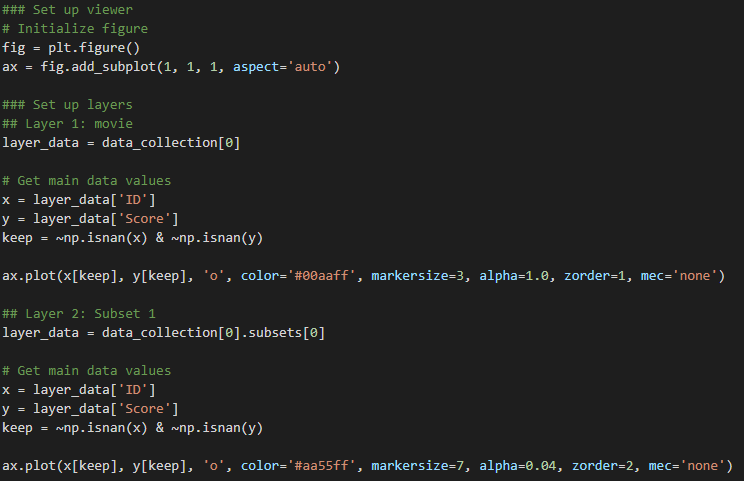 ### Set up viewer
# Initialize figure
fig = plt.figure()
ax = fig.add_subplot(1, 1, 1, aspect='auto')
### Set up layers
## Layer 1: movie
layer_data = data_collection[0]
# Get main data values
x = layer_data['ID']
y = layer_data['Score']
keep = ~np.isnan(x) & ~np.isnan(y)
ax.plot(x[keep], y[keep], 'o', color='#00aaff', markersize=3, alpha=1.0, zorder=1, mec='none')
## Layer 2: Subset 1
layer_data = data_collection[0].subsets[0]
# Get main data values
x = layer_data['ID']
y = layer_data['Score']
keep = ~np.isnan(x) & ~np.isnan(y)
ax.plot(x[keep], y[keep], 'o', color='#aa55ff', markersize=7, alpha=0.04, zorder=2, mec='none')